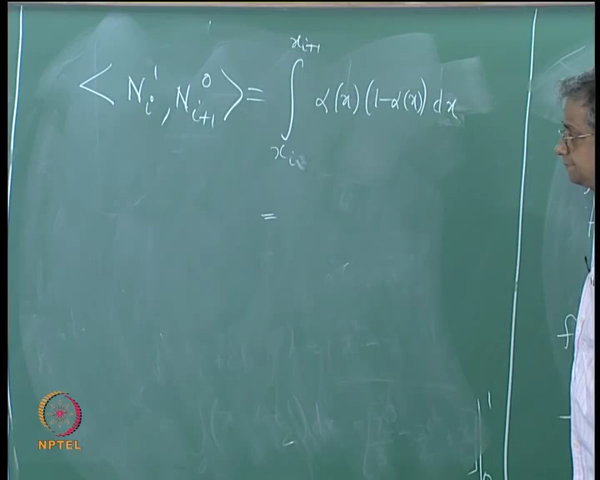 < N_i^1, N_{i+1}^0 > = ∫_{x_i}^{x_{i+1}} α(x) (1-α(x)) dx
=
f
NPTEL